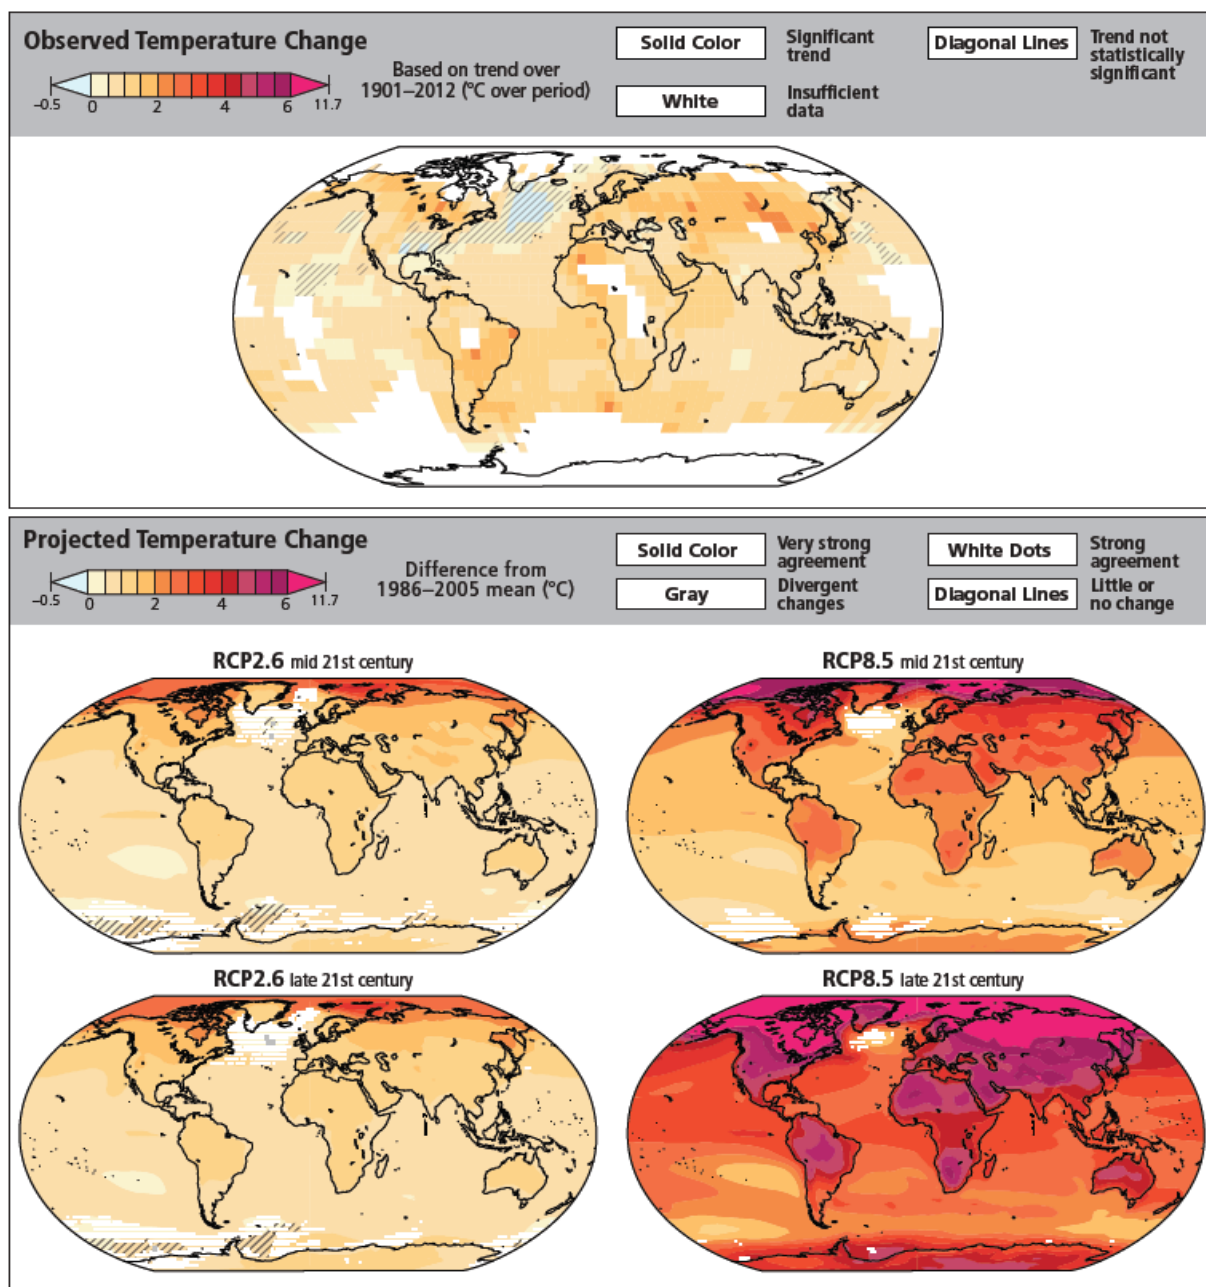 Observed Temperature Change
–0.5 0 2 4 6 11.7
Based on trend over
1901–2012 (°C over period)
Solid Color
Significant
trend
White
Insufficient
data
Diagonal Lines
Trend not
statistically
significant
Projected Temperature Change
–0.5 0 2 4 6 11.7
Difference from
1986–2005 mean (°C)
Solid Color
Very strong
agreement
Gray
Divergent
changes
White Dots
Strong
agreement
Diagonal Lines
Little or
no change
RCP2.6 mid 21st century
RCP8.5 mid 21st century
RCP2.6 late 21st century
RCP8.5 late 21st century